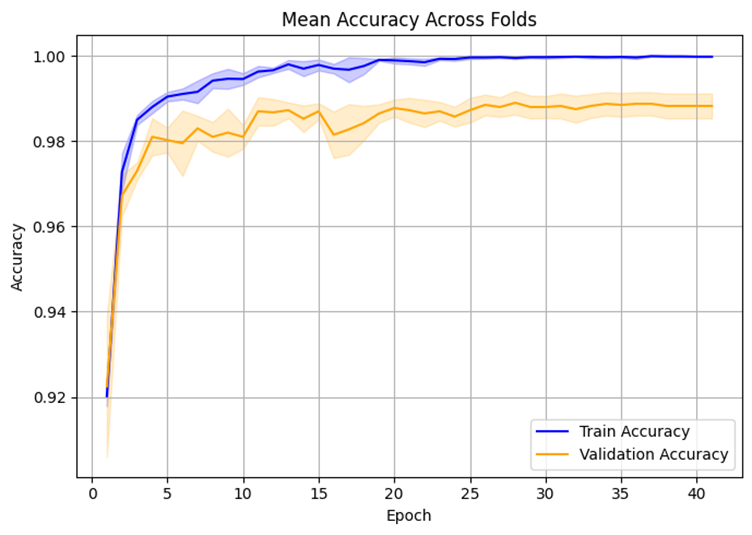 Mean Accuracy Across Folds
Accuracy
1.00
0.98
0.96
0.94
0.92
0 5 10 15 20 25 30 35 40
Epoch
Train Accuracy
Validation Accuracy